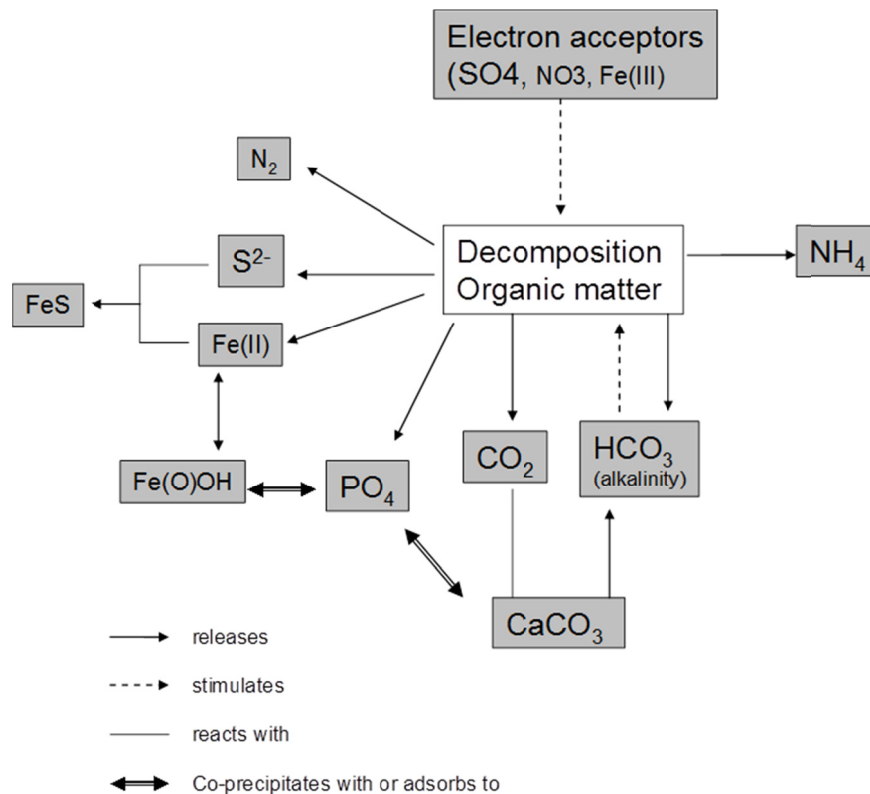 Electron acceptors
(SO4, NO3, Fe(III)
N₂
Decomposition
Organic matter
NH₄
S²⁻
FeS
Fe(II)
HCO₃
(alkalinity)
CO₂
Fe(O)OH
PO₄
CaCO₃
releases
stimulates
reacts with
Co-precipitates with or adsorbs to